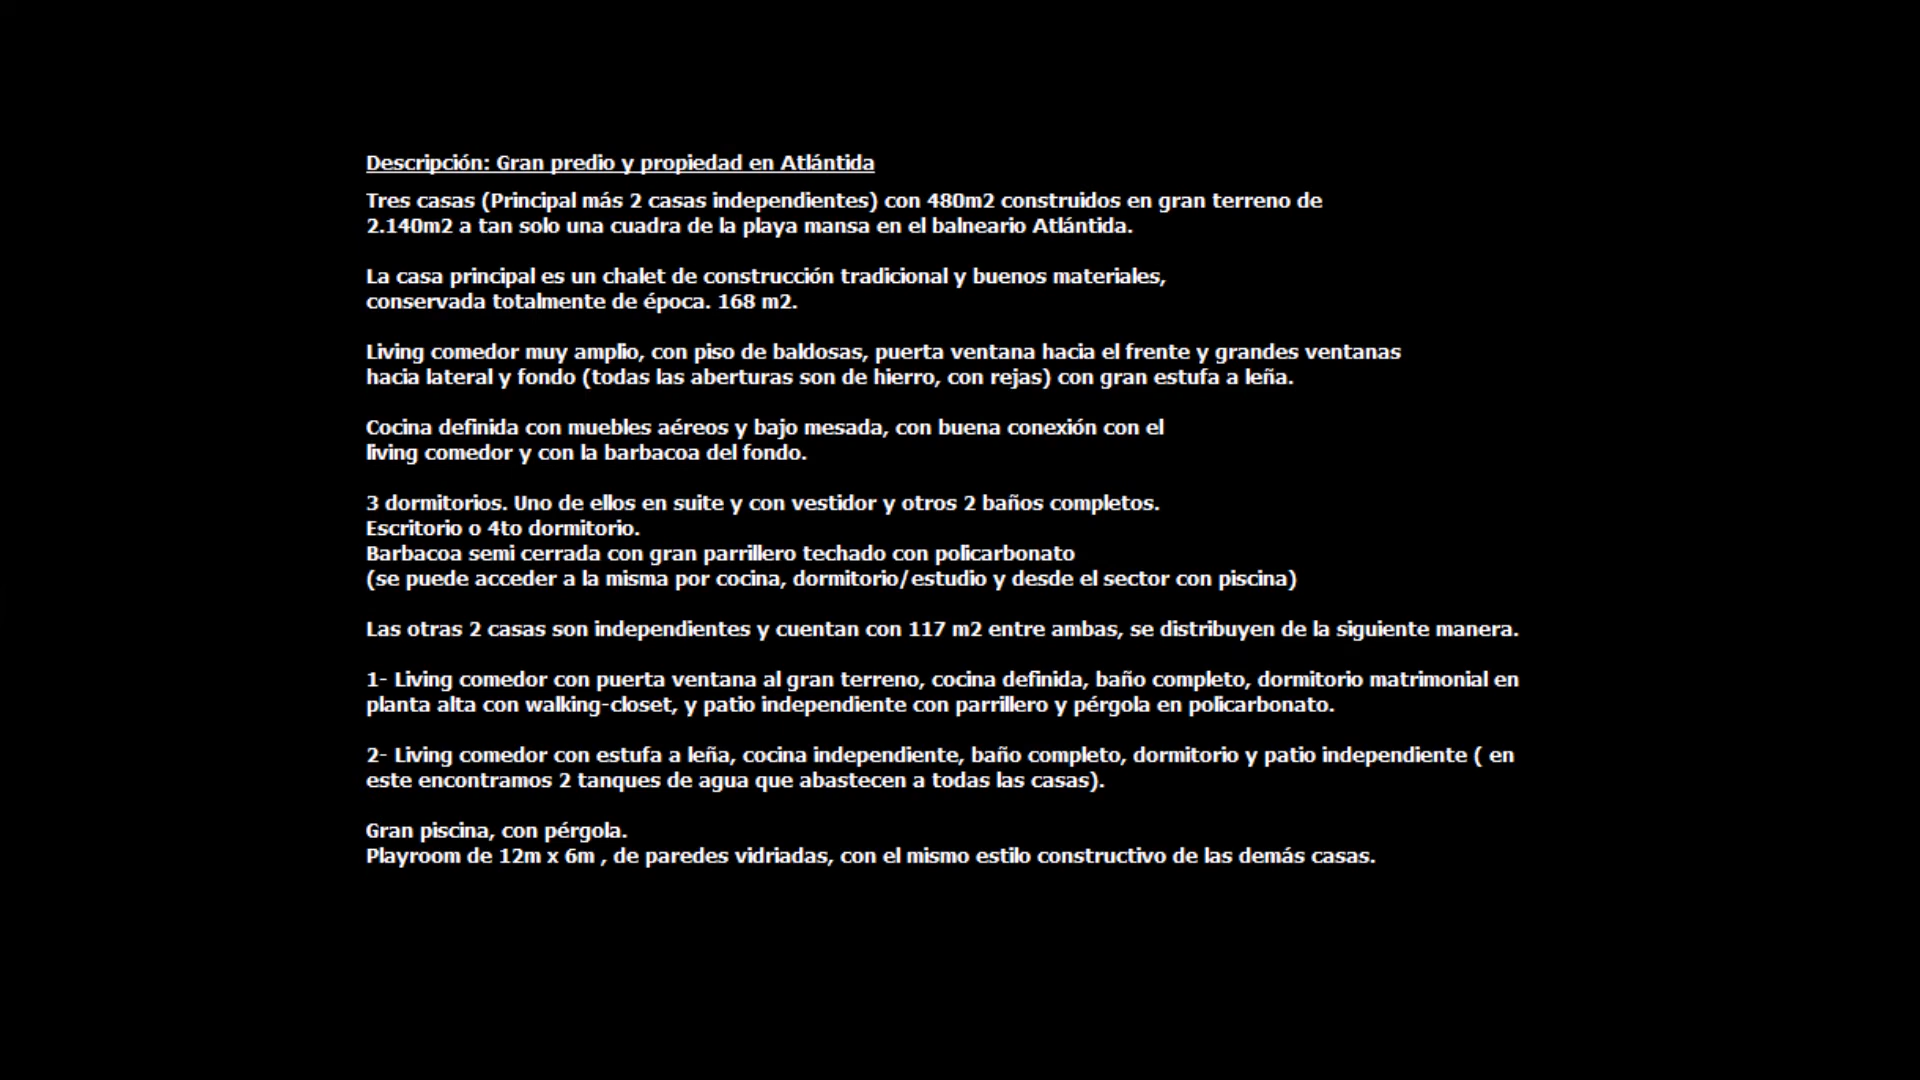 Descripción: Gran predio y propiedad en Atlántida
Tres casas (Principal más 2 casas independientes) con 480m2 construidos en gran terreno de
2.140m2 a tan solo una cuadra de la playa mansa en el balneario Atlántida.
La casa principal es un chalet de construcción tradicional y buenos materiales,
conservada totalmente de época. 168 m2.
Living comedor muy amplio, con piso de baldosas, puerta ventana hacia el frente y grandes ventanas
hacia lateral y fondo (todas las aberturas son de hierro, con rejas) con gran estufa a leña.
Cocina definida con muebles aéreos y bajo mesada, con buena conexión con el
living comedor y con la barbacoa del fondo.
3 dormitorios. Uno de ellos en suite y con vestidor y otros 2 baños completos.
Escritorio o 4to dormitorio.
Barbacoa semi cerrada con gran parrillero techado con policarbonato
(se puede acceder a la misma por cocina, dormitorio/estudio y desde el sector con piscina)
Las otras 2 casas son independientes y cuentan con 117 m2 entre ambas, se distribuyen de la siguiente manera.
1- Living comedor con puerta ventana al gran terreno, cocina definida, baño completo, dormitorio matrimonial en
planta alta con walking-closet, y patio independiente con parrillero y pérgola en policarbonato.
2- Living comedor con estufa a leña, cocina independiente, baño completo, dormitorio y patio independiente ( en
este encontramos 2 tanques de agua que abastecen a todas las casas).
Gran piscina, con pérgola.
Playroom de 12m x 6m , de paredes vidriadas, con el mismo estilo constructivo de las demás casas.